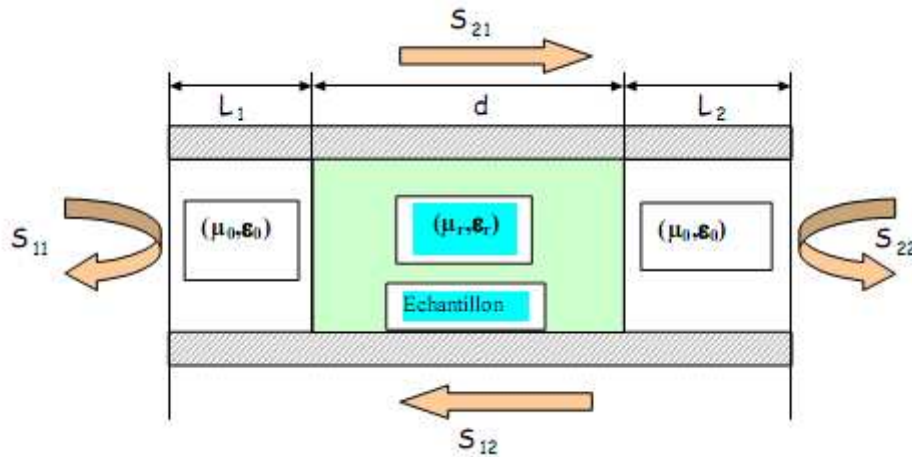 S₂₁
L₁ d L₂
(μ₀,ε₀) (μᵣ,εᵣ) (μ₀,ε₀)
S₁₁ S₂₂
Echantillon
S₁₂